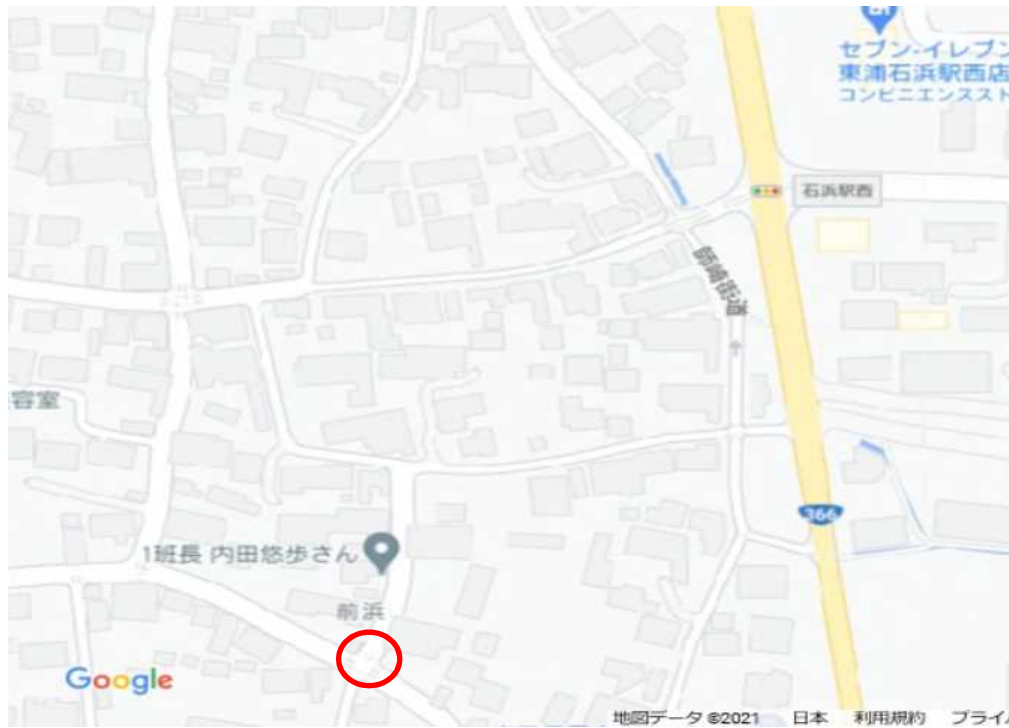 セブン-イレブン
東浦石浜駅西店
コンビニエンススト
石浜駅西
師崎街道
容室
366
1班長 内田悠歩さん
前浜
Google
地図データ ©2021 日本 利用規約 プライバ